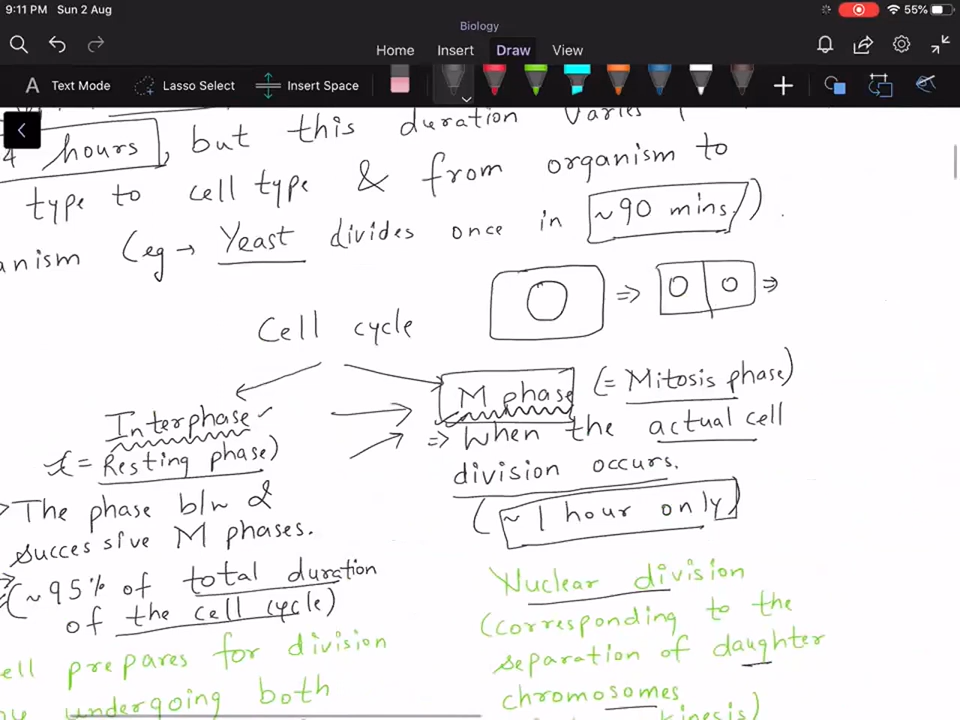 9:11 PM Sun 2 Aug
55%
Biology
Home Insert Draw View
Text Mode Lasso Select Insert Space
4 hours, but this duration varies
type to cell type & from organism to
anism (eg → Yeast divides once in ~90 mins.)
Cell cycle
Interphase
(= Resting phase)
The phase b/w 2
successive M phases.
(~95% of total duration
of the cell cycle)
ell prepares for division
undergoing both
M phase (= Mitosis phase)
⇒ When the actual cell
division occurs.
(~1 hour only)
Nuclear division
(corresponding to the
separation of daughter
chromosomes
kinesis)